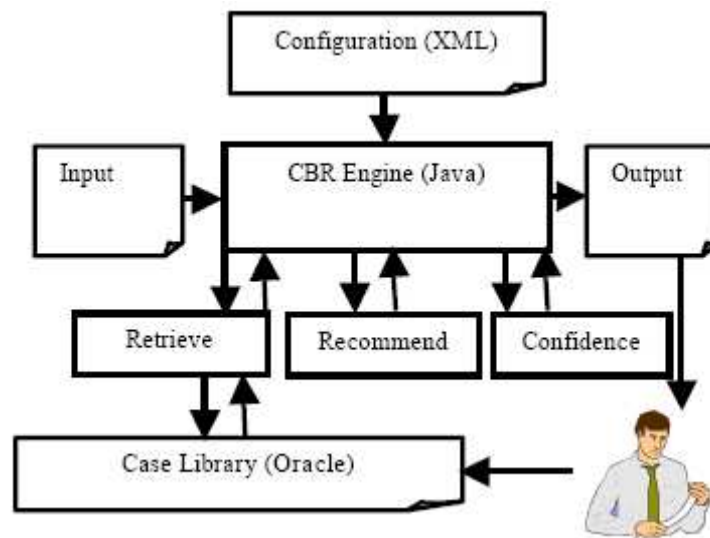 Configuration (XML)
Input
CBR Engine (Java)
Output
Retrieve
Recommend
Confidence
Case Library (Oracle)